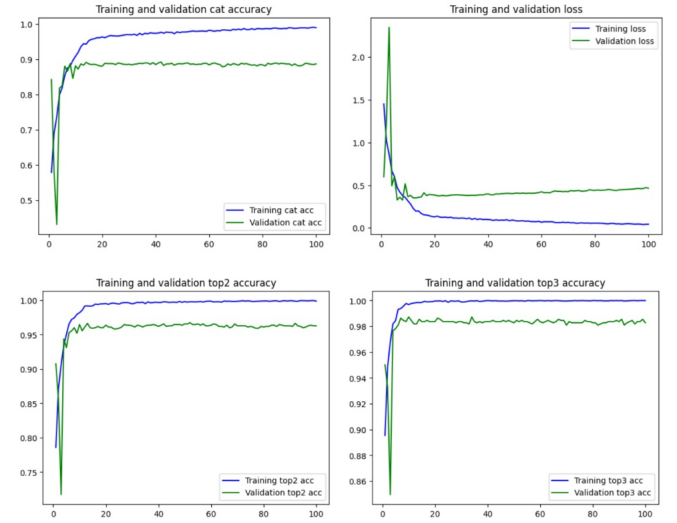 Training and validation cat accuracy
1.0
0.9
0.8
0.7
0.6
0.5
Training cat acc
Validation cat acc
0 20 40 60 80 100
Training and validation loss
Training loss
Validation loss
2.0
1.5
1.0
0.5
0.0
0 20 40 60 80 100
Training and validation top2 accuracy
1.00
0.95
0.90
0.85
0.80
0.75
Training top2 acc
Validation top2 acc
0 20 40 60 80 100
Training and validation top3 accuracy
1.00
0.98
0.96
0.94
0.92
0.90
0.88
0.86
Training top3 acc
Validation top3 acc
0 20 40 60 80 100